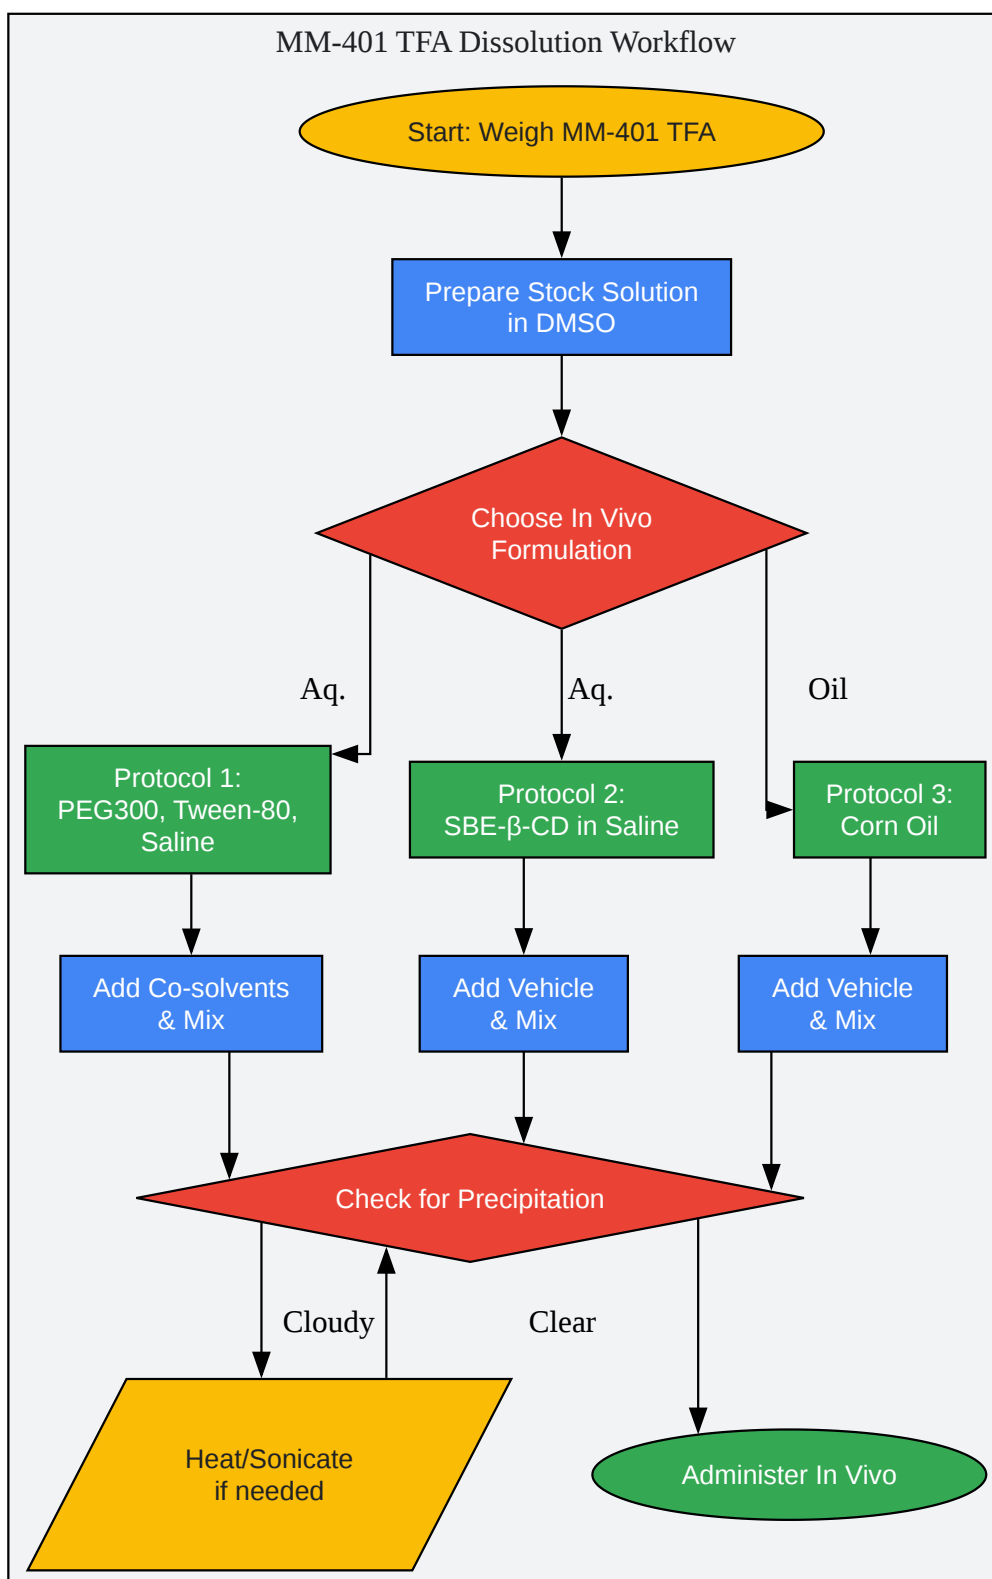 MM-401 TFA Dissolution Workflow
Start: Weigh MM-401 TFA
Prepare Stock Solution
in DMSO
Choose In Vivo
Formulation
Aq.
Aq.
Oil
Protocol 1:
PEG300, Tween-80,
Saline
Protocol 2:
SBE-β-CD in Saline
Protocol 3:
Corn Oil
Add Co-solvents
& Mix
Add Vehicle
& Mix
Add Vehicle
& Mix
Check for Precipitation
Cloudy
Clear
Heat/Sonicate
if needed
Administer In Vivo